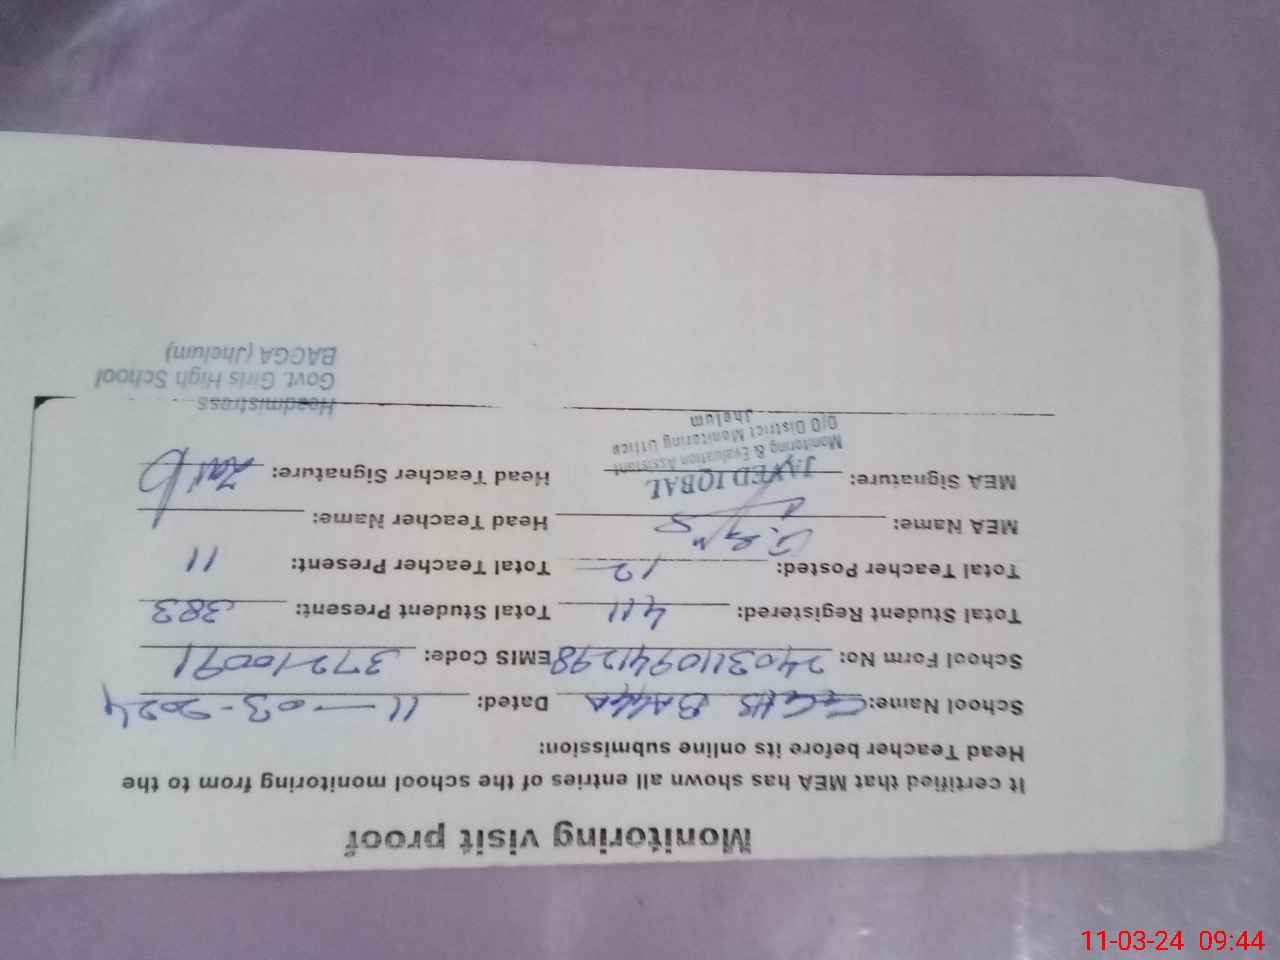 Monitoring visit proof
It certified that MEA has shown all entries of the school monitoring from to the
Head Teacher before its online submission:
School Name: GGHS BAGGA Dated: 11-03-2024
School Form No: 2403110941298 EMIS Code: 37210091
Total Student Registered: 411 Total Student Present: 383
Total Teacher Posted: 12 Total Teacher Present: 11
MEA Name: Head Teacher Name:
MEA Signature: Head Teacher Signature:
JAVED IQBAL
Monitoring & Evaluation Assistant
O/O District Monitoring Office
Jhelum
Headmistress
Govt. Girls High School
BAGGA (Jhelum)
11-03-24 09:44